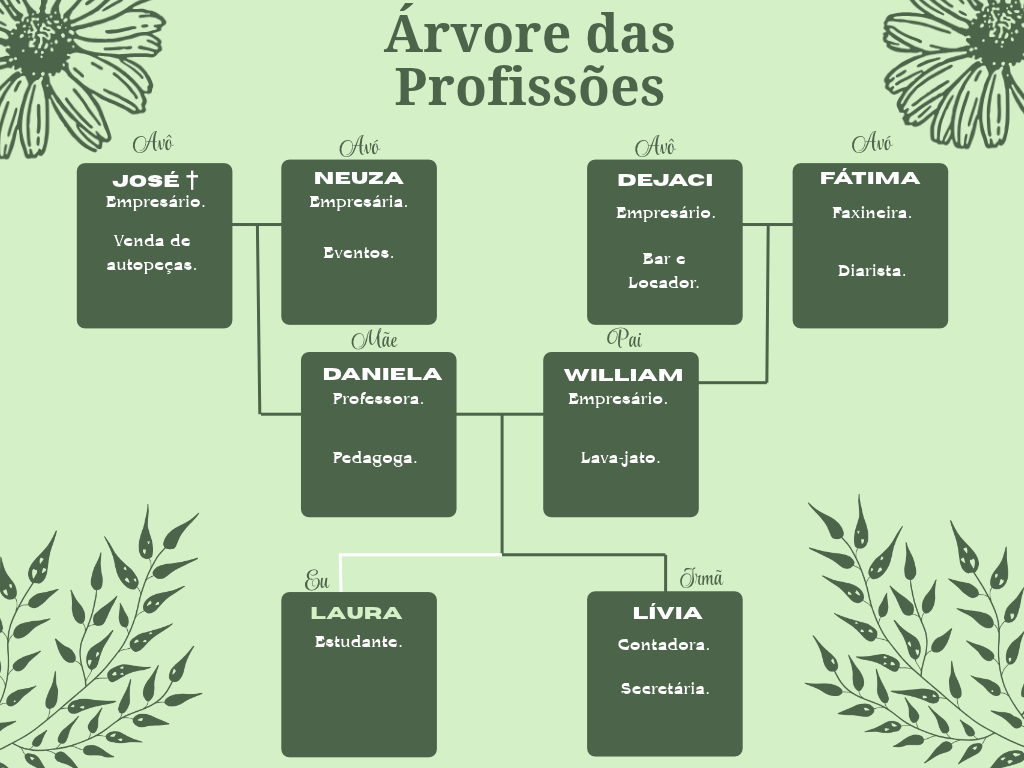 Árvore das
Profissões
Avô
Avó
Avô
Avó
JOSÉ †
Empresário.
Venda de
autopeças.
NEUZA
Empresária.
Eventos.
DEJACI
Empresário.
Bar e
Locador.
FÁTIMA
Faxineira.
Diarista.
Mãe
Pai
DANIELA
Professora.
Pedagoga.
WILLIAM
Empresário.
Lava-jato.
Eu
Irmã
LAURA
Estudante.
LÍVIA
Contadora.
Secretária.